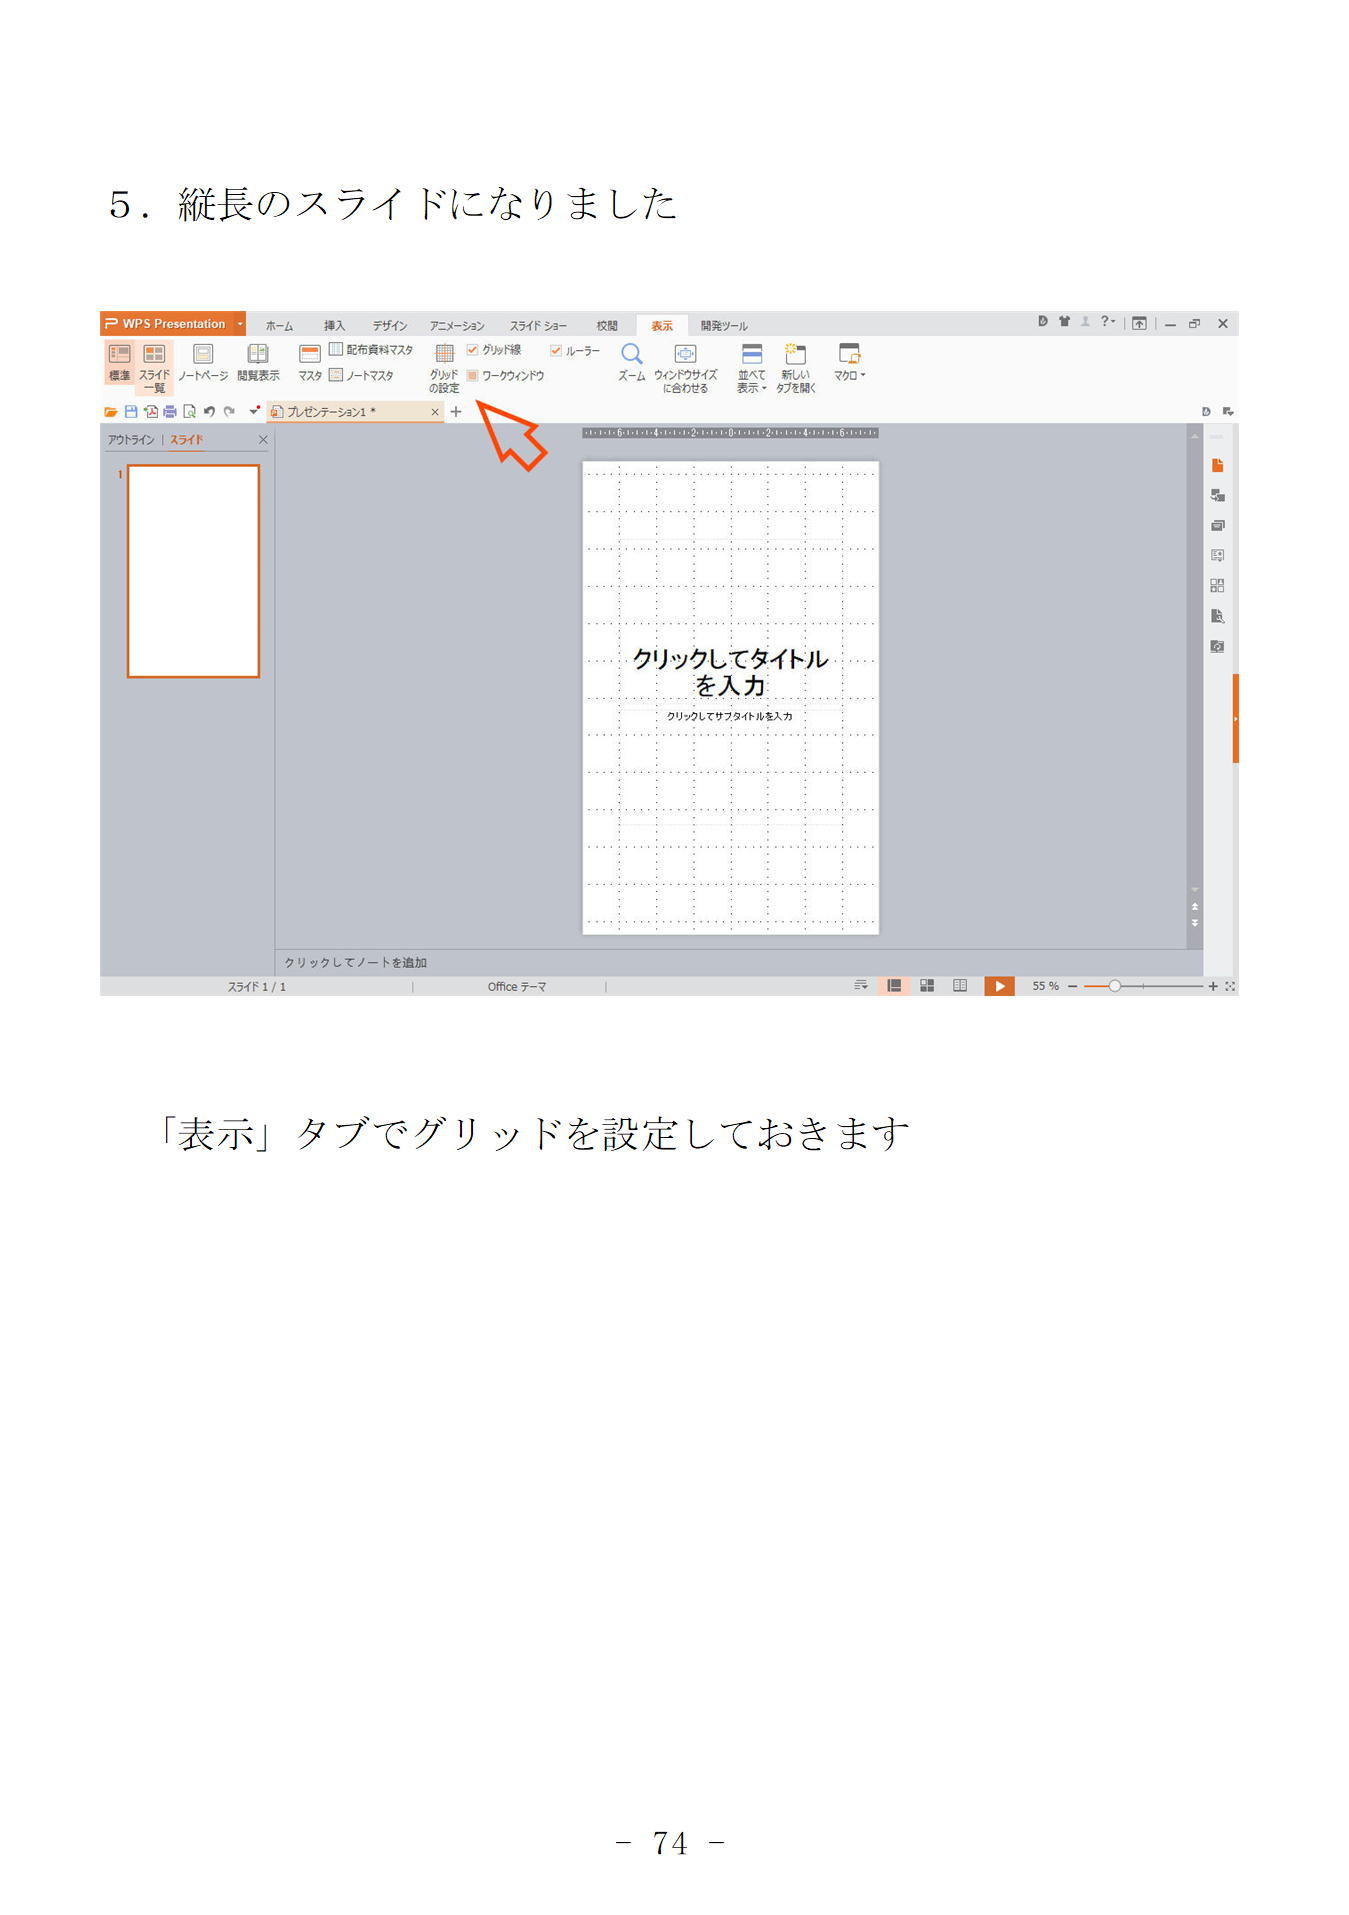 ５．縦長のスライドになりました
WPS Presentation ホーム 挿入 デザイン アニメーション スライド ショー 校閲 表示 開発ツール
標準 スライド一覧 ノートページ 閲覧表示 マスタ 配布資料マスタ ノートマスタ グリッドの設定 グリッド線 ワークウィンドウ ルーラー ズーム ウィンドウサイズに合わせる 並べて表示 新しいタブを開く マクロ
プレゼンテーション1 *
アウトライン スライド
1
6 4 2 0 2 4 6
クリックしてタイトル
を入力
クリックしてサブタイトルを入力
クリックしてノートを追加
スライド 1 / 1 Office テーマ 55 %
「表示」タブでグリッドを設定しておきます
- 74 -